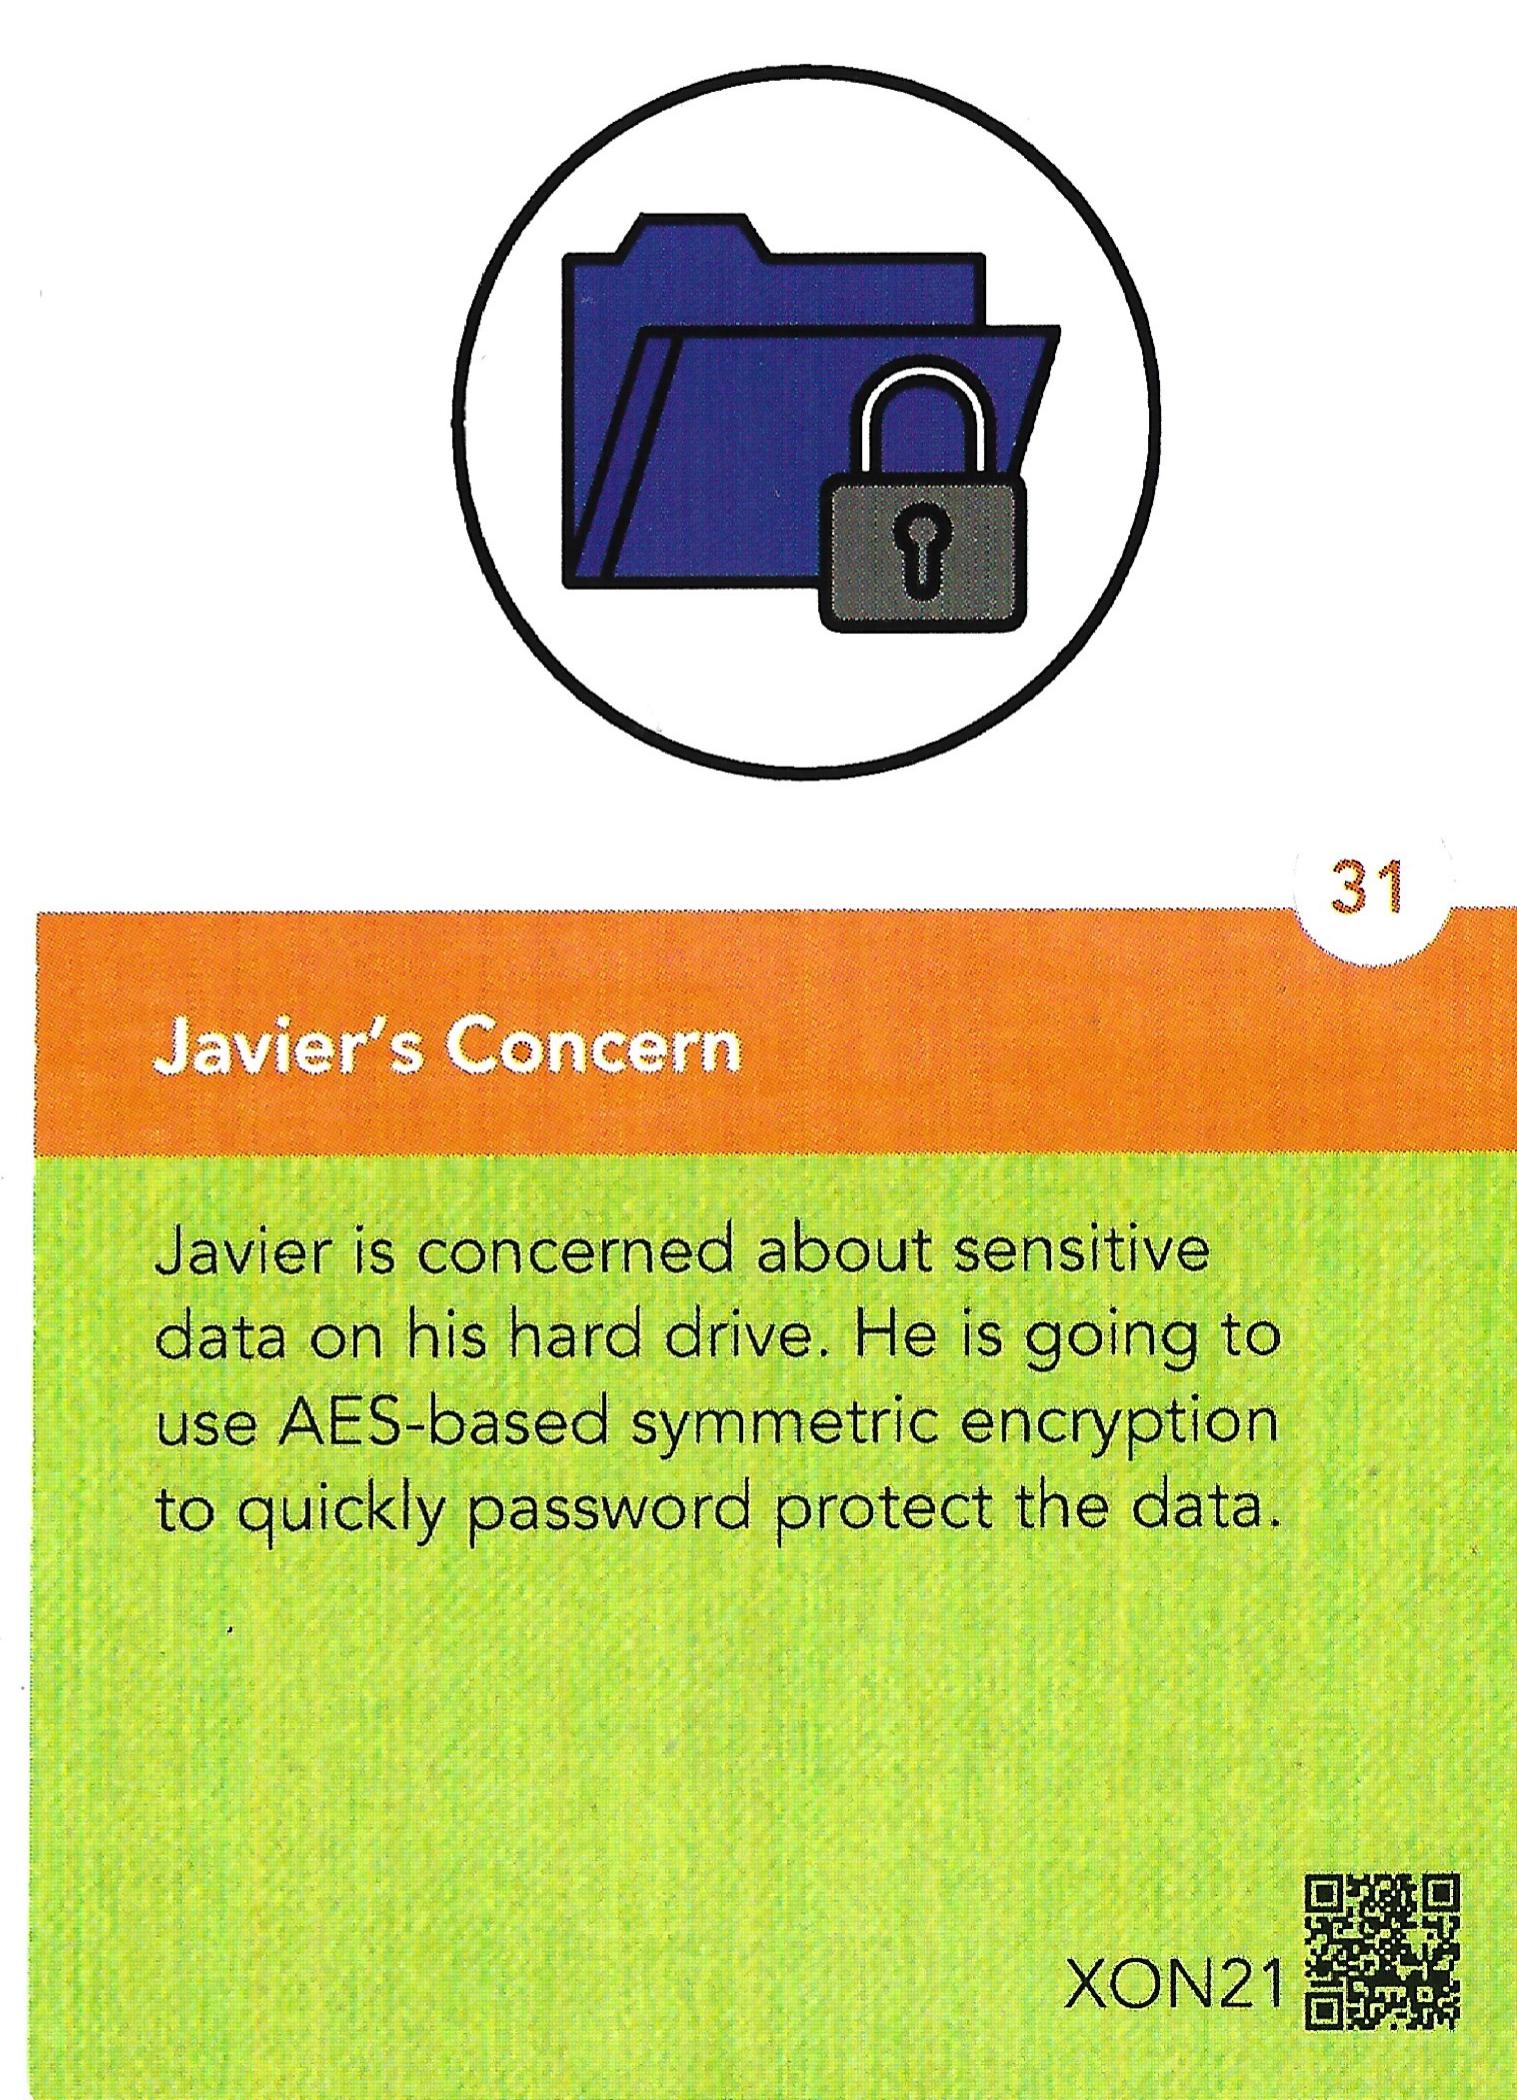 31
Javier's Concern
Javier is concerned about sensitive
data on his hard drive. He is going to
use AES-based symmetric encryption
to quickly password protect the data.
XON21